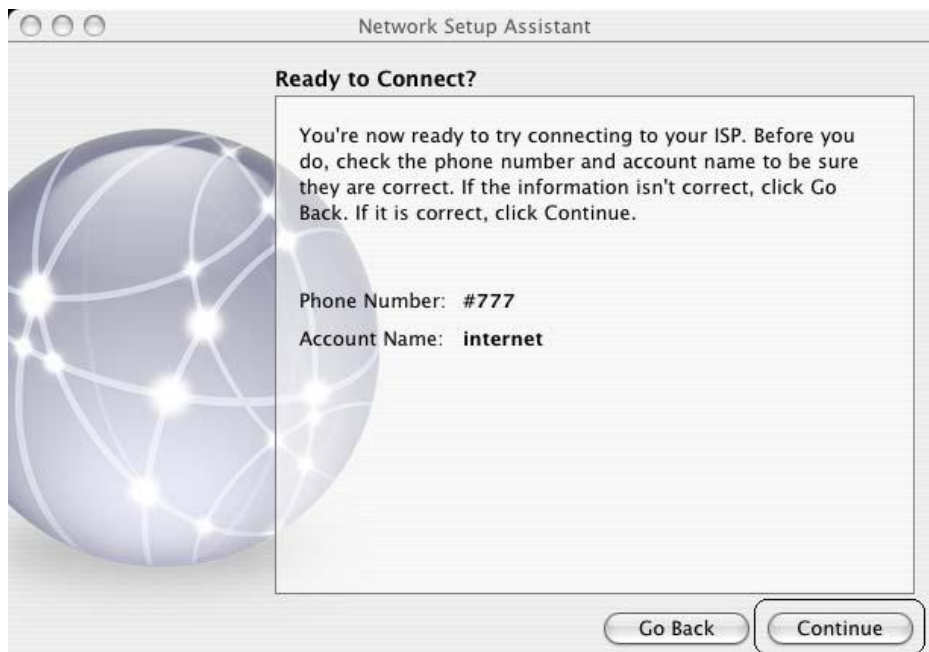 Network Setup Assistant
Ready to Connect?
You're now ready to try connecting to your ISP. Before you
do, check the phone number and account name to be sure
they are correct. If the information isn't correct, click Go
Back. If it is correct, click Continue.
Phone Number: #777
Account Name: internet
Go Back Continue